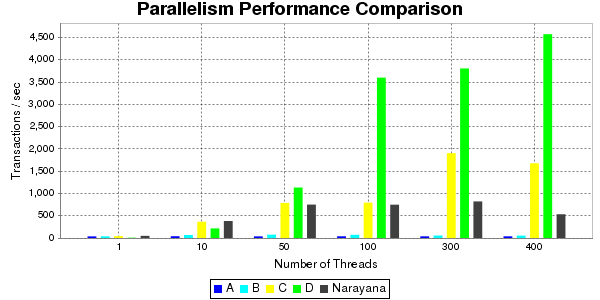 Parallelism Performance Comparison
4,500
4,000
3,500
3,000
2,500
2,000
1,500
1,000
500
0
Transactions / sec
1 10 50 100 300 400
Number of Threads
A B C D Narayana